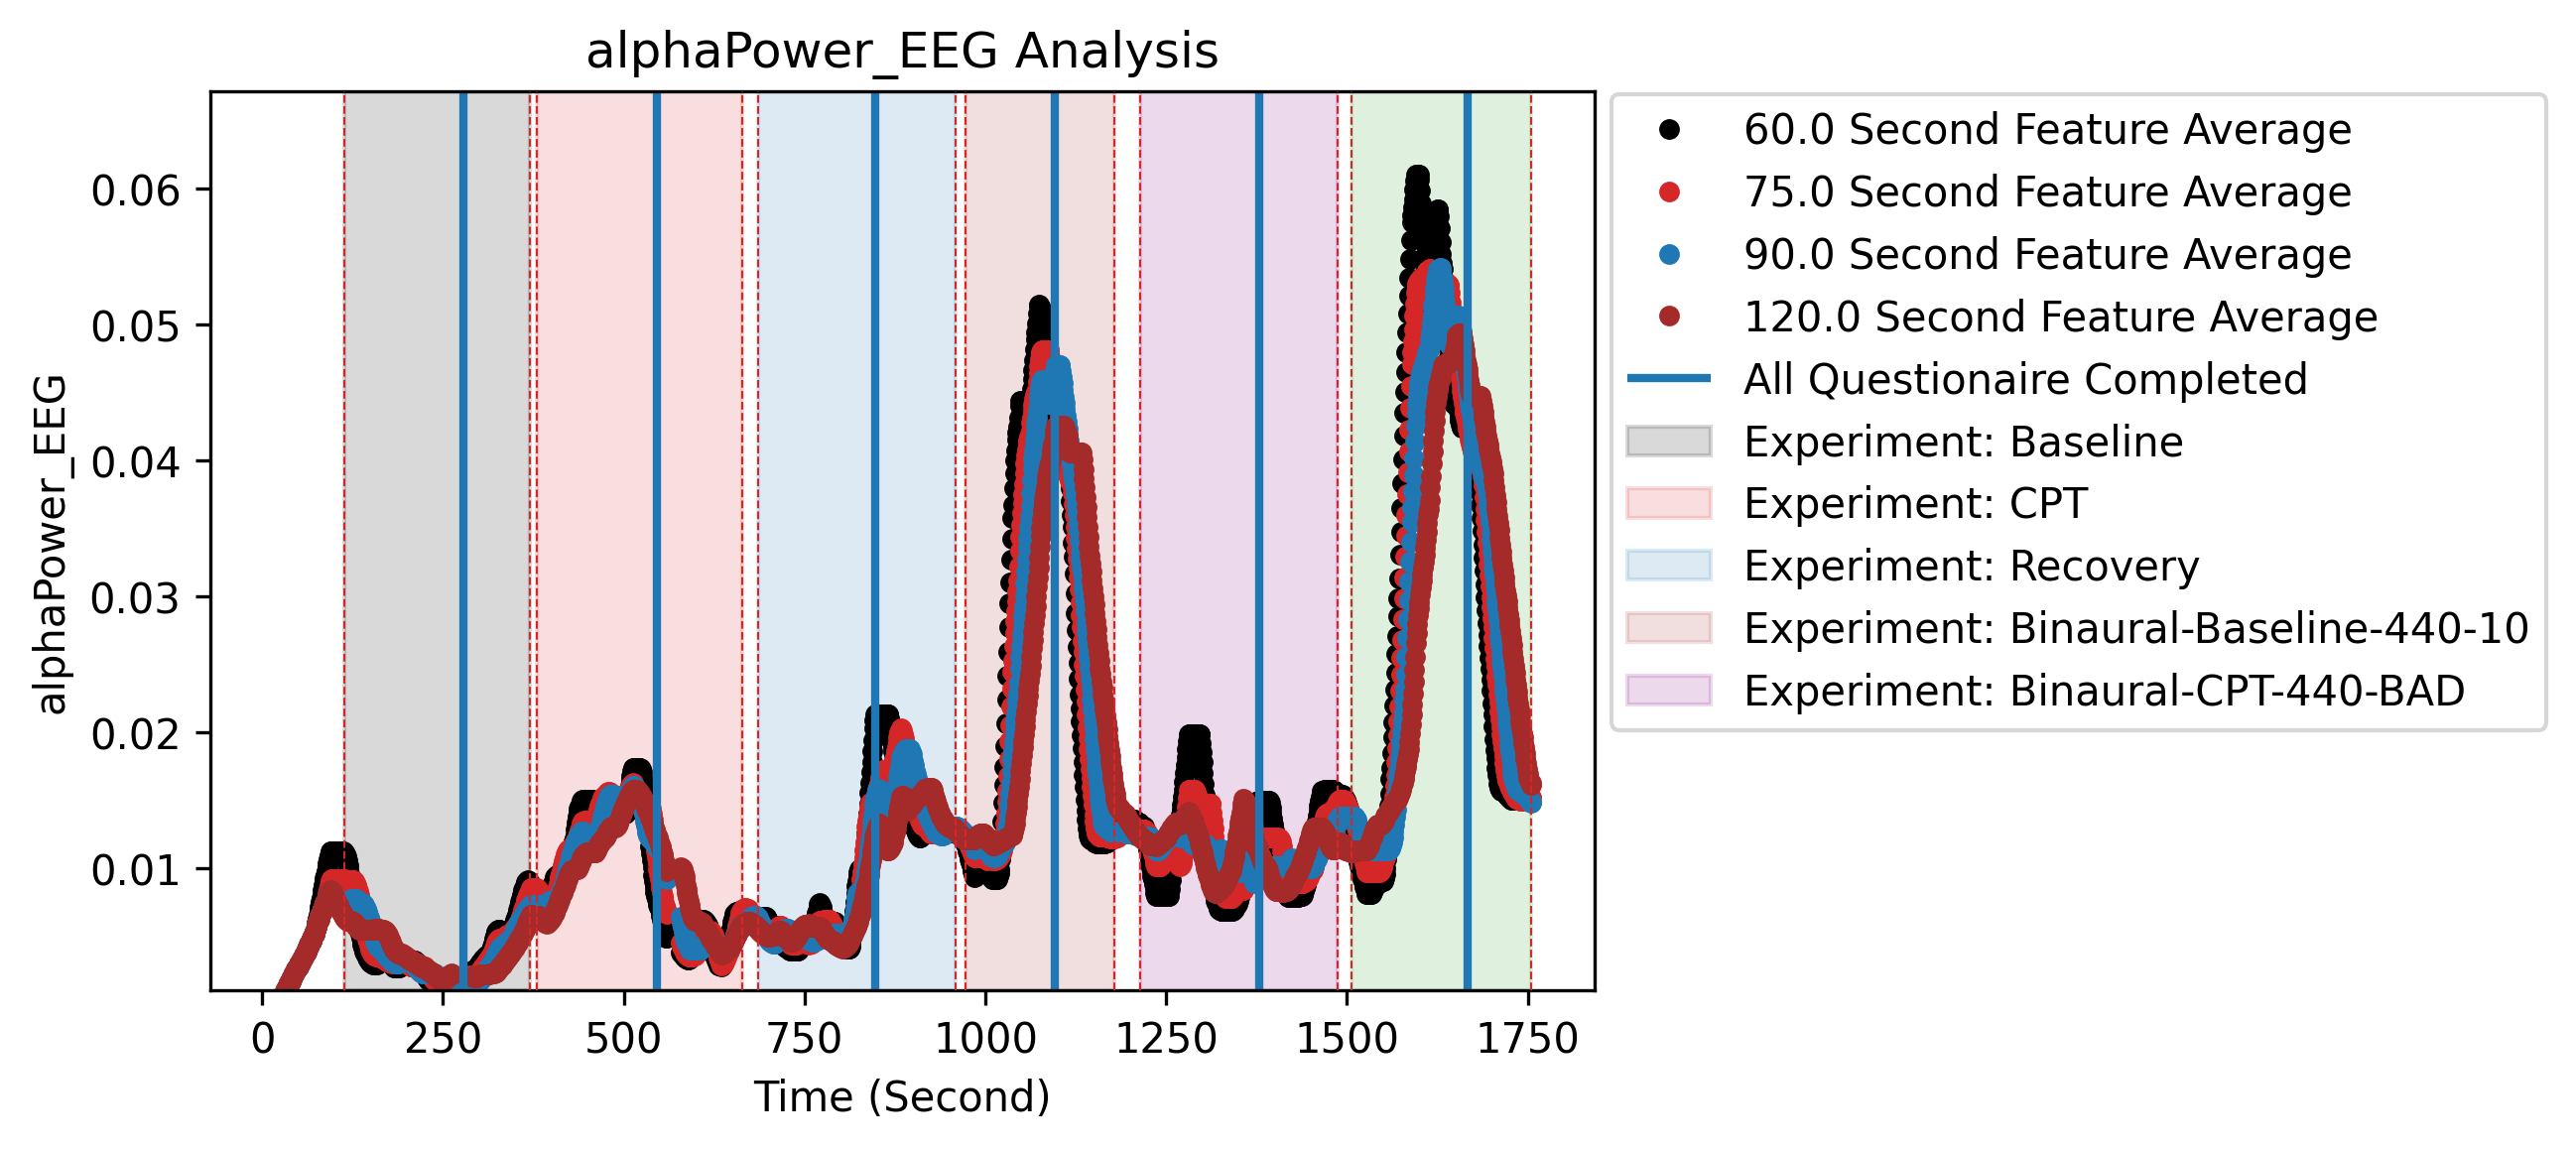 alphaPower_EEG Analysis
alphaPower_EEG
0.06
0.05
0.04
0.03
0.02
0.01
0 250 500 750 1000 1250 1500 1750
Time (Second)
60.0 Second Feature Average
75.0 Second Feature Average
90.0 Second Feature Average
120.0 Second Feature Average
All Questionaire Completed
Experiment: Baseline
Experiment: CPT
Experiment: Recovery
Experiment: Binaural-Baseline-440-10
Experiment: Binaural-CPT-440-BAD